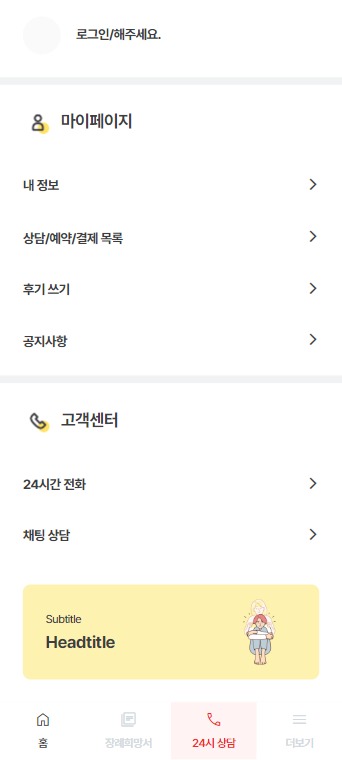 로그인/해주세요.
마이페이지
내 정보
상담/예약/결제 목록
후기 쓰기
공지사항
고객센터
24시간 전화
채팅 상담
Subtitle
Headtitle
홈
장례희망서
24시 상담
더보기